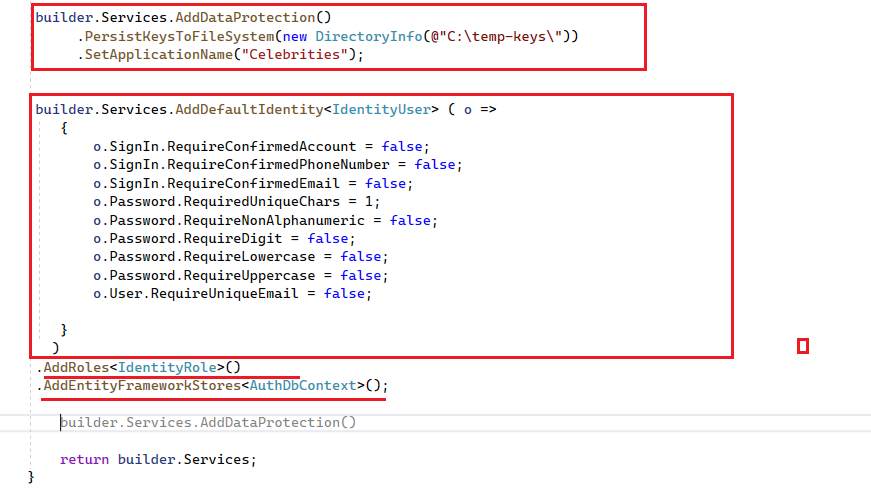 builder.Services.AddDataProtection()
.PersistKeysToFileSystem(new DirectoryInfo(@"C:\temp-keys\"))
.SetApplicationName("Celebrities");
builder.Services.AddDefaultIdentity<IdentityUser> ( o =>
{
o.SignIn.RequireConfirmedAccount = false;
o.SignIn.RequireConfirmedPhoneNumber = false;
o.SignIn.RequireConfirmedEmail = false;
o.Password.RequiredUniqueChars = 1;
o.Password.RequireNonAlphanumeric = false;
o.Password.RequireDigit = false;
o.Password.RequireLowercase = false;
o.Password.RequireUppercase = false;
o.User.RequireUniqueEmail = false;
}
)
.AddRoles<IdentityRole>()
.AddEntityFrameworkStores<AuthDbContext>();
builder.Services.AddDataProtection()
return builder.Services;
}